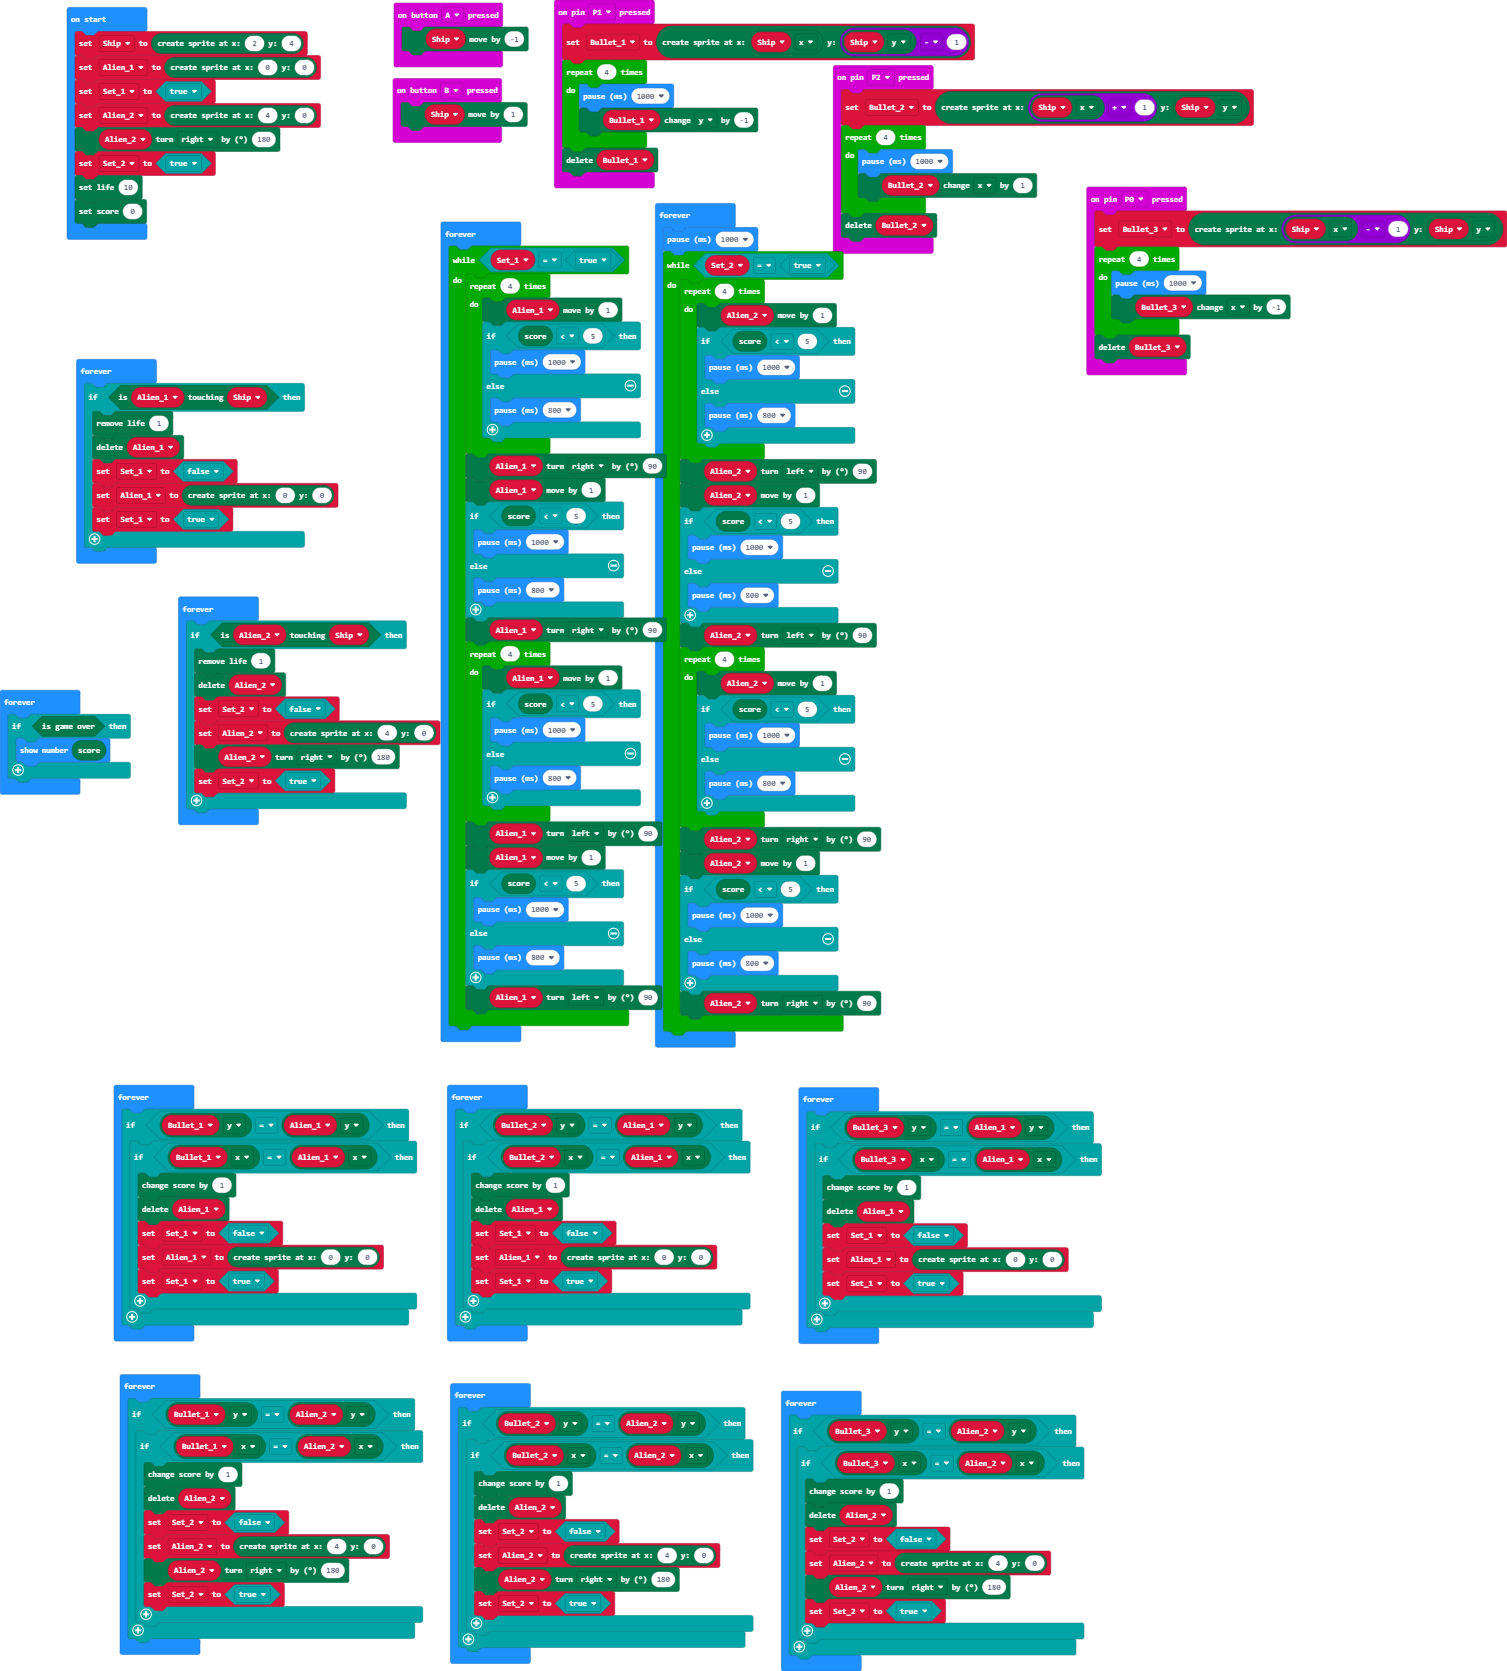 on start
set Ship to create sprite at x: 2 y: 4
set Alien_1 to create sprite at x: 0 y: 0
set Set_1 to true
set Alien_2 to create sprite at x: 4 y: 0
Alien_2 turn right by (°) 180
set Set_2 to true
set life 10
set score 0
on button A pressed
Ship move by -1
on button B pressed
Ship move by 1
on pin P1 pressed
set Bullet_1 to create sprite at x: Ship x y: Ship y - 1
repeat 4 times
do pause (ms) 1000
Bullet_1 change y by -1
delete Bullet_1
on pin P2 pressed
set Bullet_2 to create sprite at x: Ship x + 1 y: Ship y
repeat 4 times
do pause (ms) 1000
Bullet_2 change x by 1
delete Bullet_2
on pin P0 pressed
set Bullet_3 to create sprite at x: Ship x - 1 y: Ship y
repeat 4 times
do pause (ms) 1000
Bullet_3 change x by -1
delete Bullet_3
forever
if is Alien_1 touching Ship then
remove life 1
delete Alien_1
set Set_1 to false
set Alien_1 to create sprite at x: 0 y: 0
set Set_1 to true
forever
if is Alien_2 touching Ship then
remove life 1
delete Alien_2
set Set_2 to false
set Alien_2 to create sprite at x: 4 y: 0
Alien_2 turn right by (°) 180
set Set_2 to true
forever
if is game over then
show number score
forever
while Set_1 = true
do repeat 4 times
do Alien_1 move by 1
if score < 5 then
pause (ms) 1000
else
pause (ms) 800
Alien_1 turn right by (°) 90
Alien_1 move by 1
if score < 5 then
pause (ms) 1000
else
pause (ms) 800
Alien_1 turn right by (°) 90
repeat 4 times
do Alien_1 move by 1
if score < 5 then
pause (ms) 1000
else
pause (ms) 800
Alien_1 turn left by (°) 90
Alien_1 move by 1
if score < 5 then
pause (ms) 1000
else
pause (ms) 800
Alien_1 turn left by (°) 90
forever
pause (ms) 1000
while Set_2 = true
do repeat 4 times
do Alien_2 move by 1
if score < 5 then
pause (ms) 1000
else
pause (ms) 800
Alien_2 turn left by (°) 90
Alien_2 move by 1
if score < 5 then
pause (ms) 1000
else
pause (ms) 800
Alien_2 turn left by (°) 90
repeat 4 times
do Alien_2 move by 1
if score < 5 then
pause (ms) 1000
else
pause (ms) 800
Alien_2 turn right by (°) 90
Alien_2 move by 1
if score < 5 then
pause (ms) 1000
else
pause (ms) 800
Alien_2 turn right by (°) 90
forever
if Bullet_1 y = Alien_1 y then
if Bullet_1 x = Alien_1 x then
change score by 1
delete Alien_1
set Set_1 to false
set Alien_1 to create sprite at x: 0 y: 0
set Set_1 to true
forever
if Bullet_2 y = Alien_1 y then
if Bullet_2 x = Alien_1 x then
change score by 1
delete Alien_1
set Set_1 to false
set Alien_1 to create sprite at x: 0 y: 0
set Set_1 to true
forever
if Bullet_3 y = Alien_1 y then
if Bullet_3 x = Alien_1 x then
change score by 1
delete Alien_1
set Set_1 to false
set Alien_1 to create sprite at x: 0 y: 0
set Set_1 to true
forever
if Bullet_1 y = Alien_2 y then
if Bullet_1 x = Alien_2 x then
change score by 1
delete Alien_2
set Set_2 to false
set Alien_2 to create sprite at x: 4 y: 0
Alien_2 turn right by (°) 180
set Set_2 to true
forever
if Bullet_2 y = Alien_2 y then
if Bullet_2 x = Alien_2 x then
change score by 1
delete Alien_2
set Set_2 to false
set Alien_2 to create sprite at x: 4 y: 0
Alien_2 turn right by (°) 180
set Set_2 to true
forever
if Bullet_3 y = Alien_2 y then
if Bullet_3 x = Alien_2 x then
change score by 1
delete Alien_2
set Set_2 to false
set Alien_2 to create sprite at x: 4 y: 0
Alien_2 turn right by (°) 180
set Set_2 to true